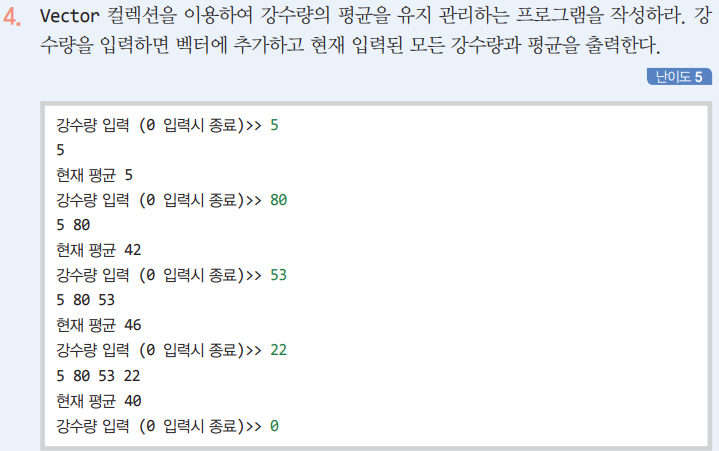 4. Vector 컬렉션을 이용하여 강수량의 평균을 유지 관리하는 프로그램을 작성하라. 강
수량을 입력하면 벡터에 추가하고 현재 입력된 모든 강수량과 평균을 출력한다.
난이도 5
강수량 입력 (0 입력시 종료)>> 5
5
현재 평균 5
강수량 입력 (0 입력시 종료)>> 80
5 80
현재 평균 42
강수량 입력 (0 입력시 종료)>> 53
5 80 53
현재 평균 46
강수량 입력 (0 입력시 종료)>> 22
5 80 53 22
현재 평균 40
강수량 입력 (0 입력시 종료)>> 0